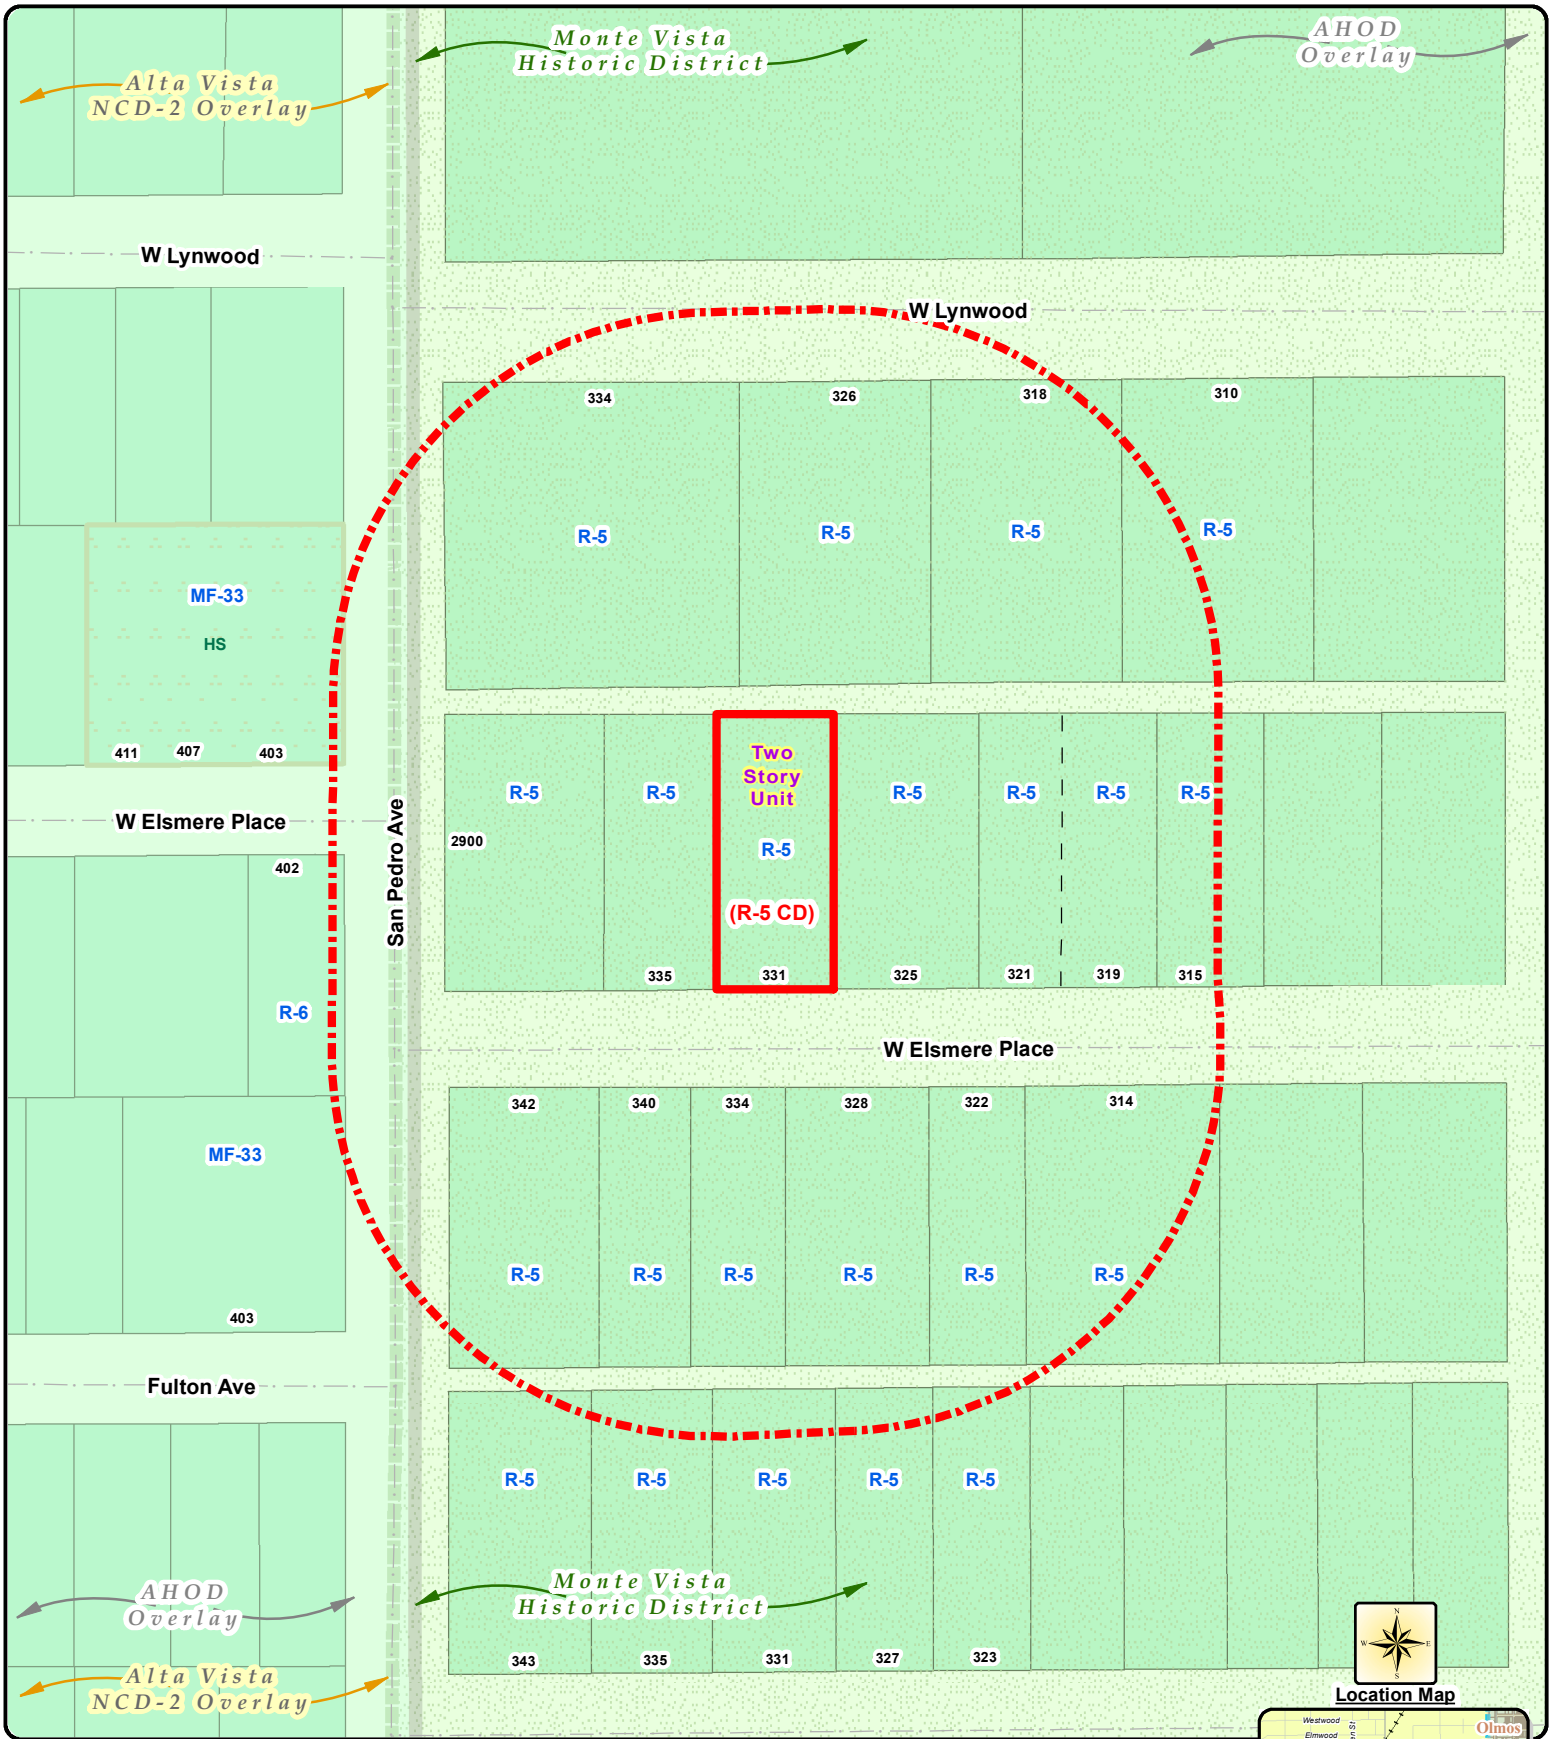 Monte Vista
Historic District
AHOD
Overlay
Alta Vista
NCD-2 Overlay
W Lynwood
W Lynwood
334
326
318
310
R-5
R-5
R-5
R-5
MF-33
HS
411
407
403
Two
Story
Unit
R-5
R-5
R-5
R-5
R-5
R-5
W Elsmere Place
San Pedro Ave
2900
R-5
402
(R-5 CD)
335
331
325
321
319
315
R-6
W Elsmere Place
342
340
334
328
322
314
MF-33
R-5
R-5
R-5
R-5
R-5
R-5
403
Fulton Ave
R-5
R-5
R-5
R-5
R-5
AHOD
Overlay
Monte Vista
Historic District
343
335
331
327
323
Alta Vista
NCD-2 Overlay
N
W
E
S
Location Map
Westwood
Elmwood
Olmos